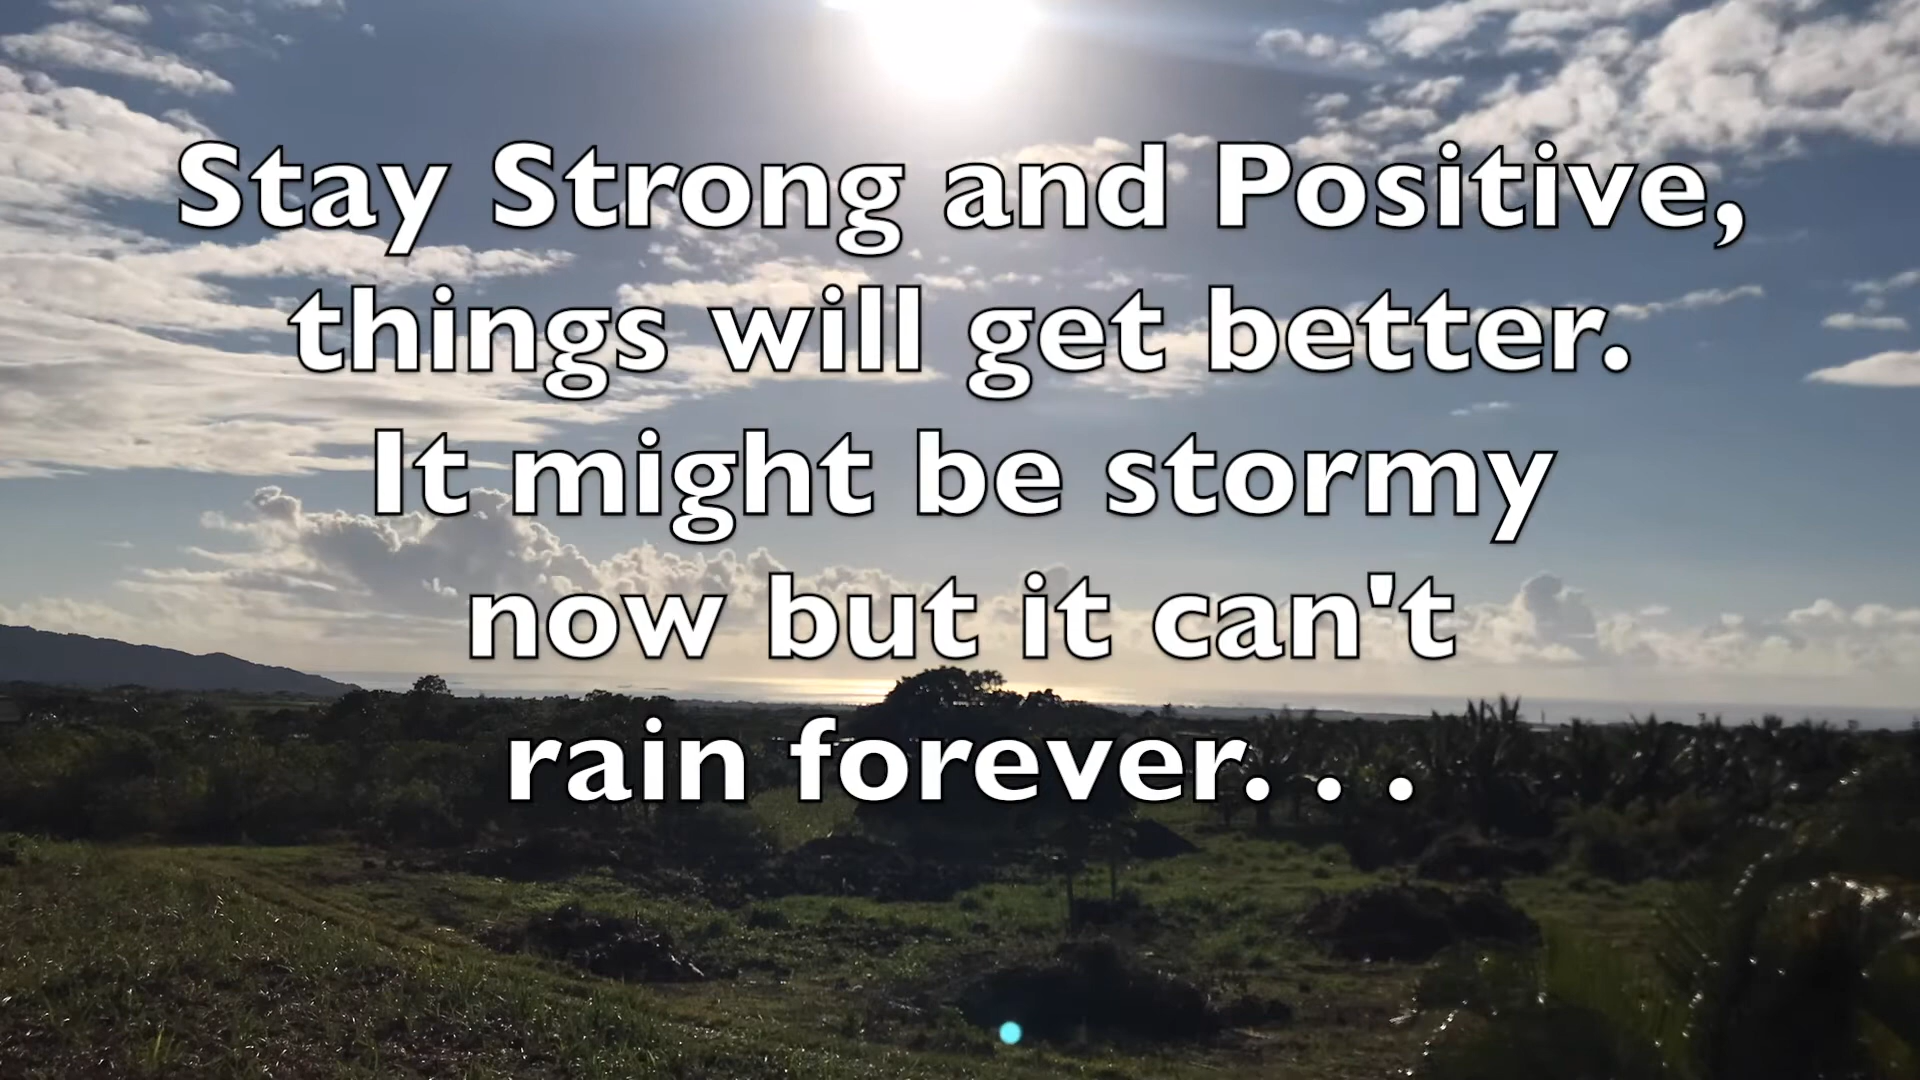 Stay Strong and Positive,
things will get better.
It might be stormy
now but it can't
rain forever. . .